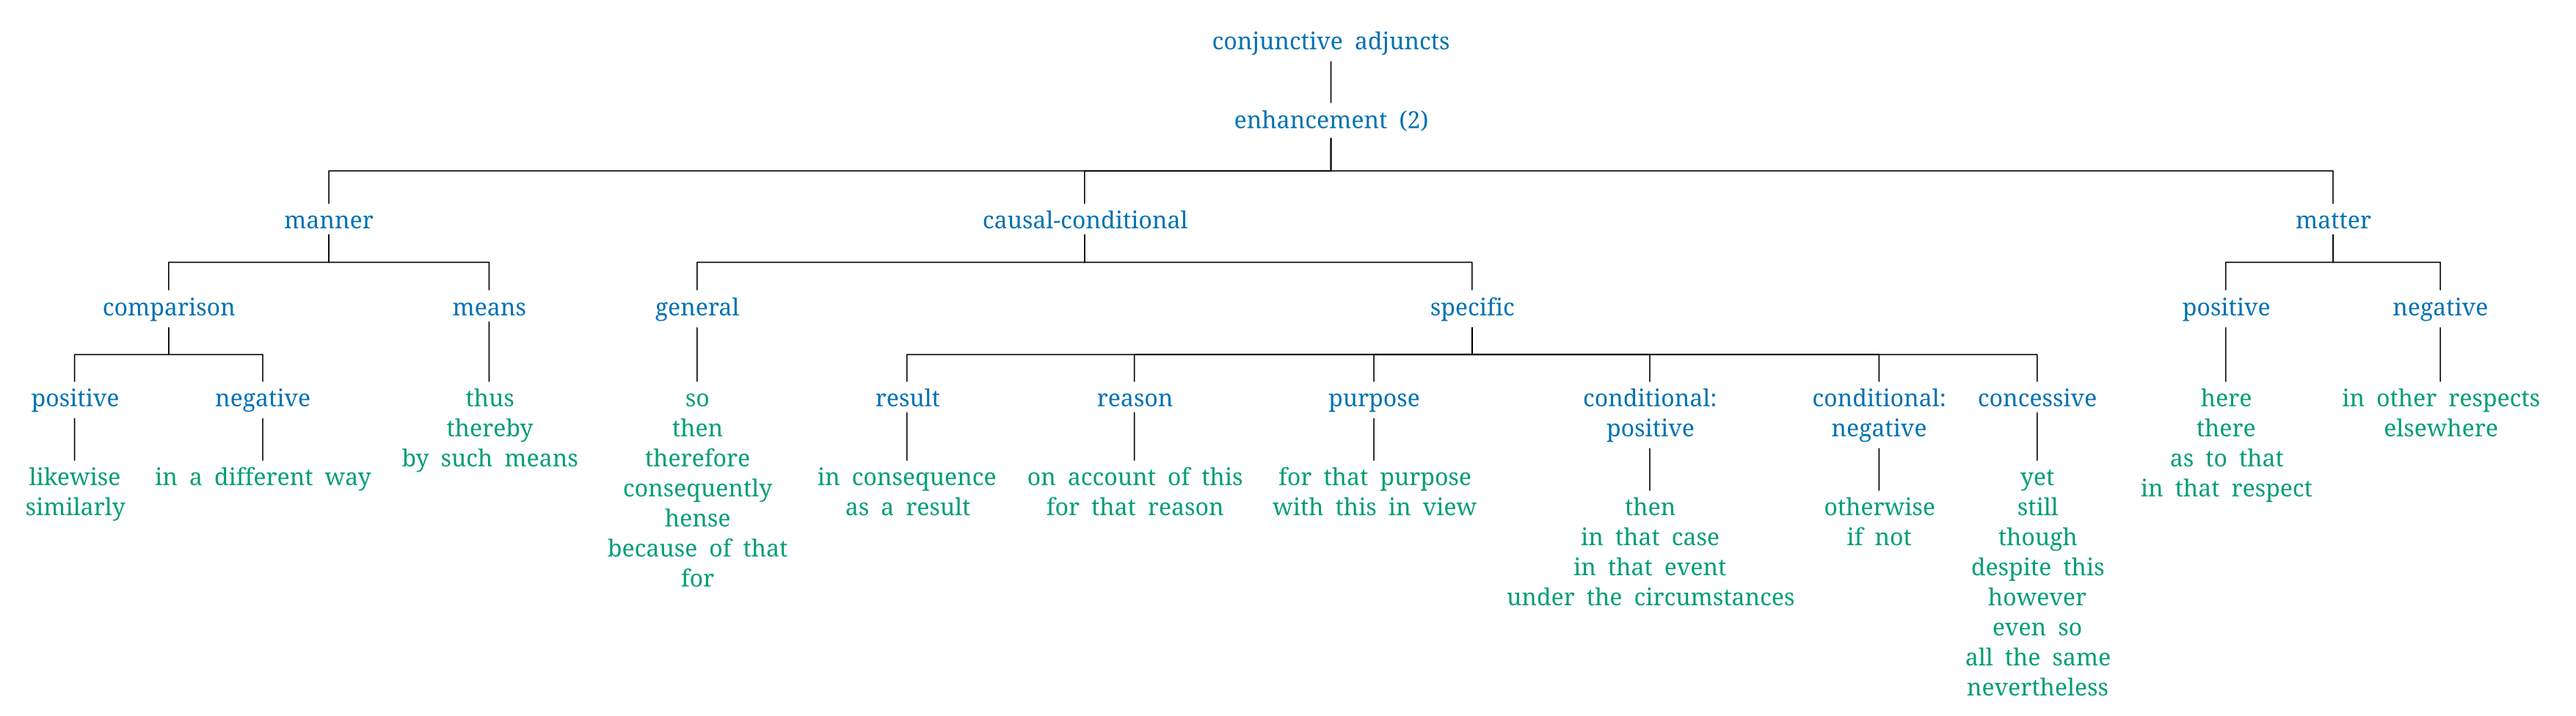 conjunctive adjuncts
enhancement (2)
manner
causal-conditional
matter
comparison
means
general
specific
positive
negative
positive
negative
thus
thereby
by such means
so
then
therefore
consequently
hense
because of that
for
result
reason
purpose
conditional:
positive
conditional:
negative
concessive
here
there
as to that
in that respect
in other respects
elsewhere
likewise
similarly
in a different way
in consequence
as a result
on account of this
for that reason
for that purpose
with this in view
then
in that case
in that event
under the circumstances
otherwise
if not
yet
still
though
despite this
however
even so
all the same
nevertheless